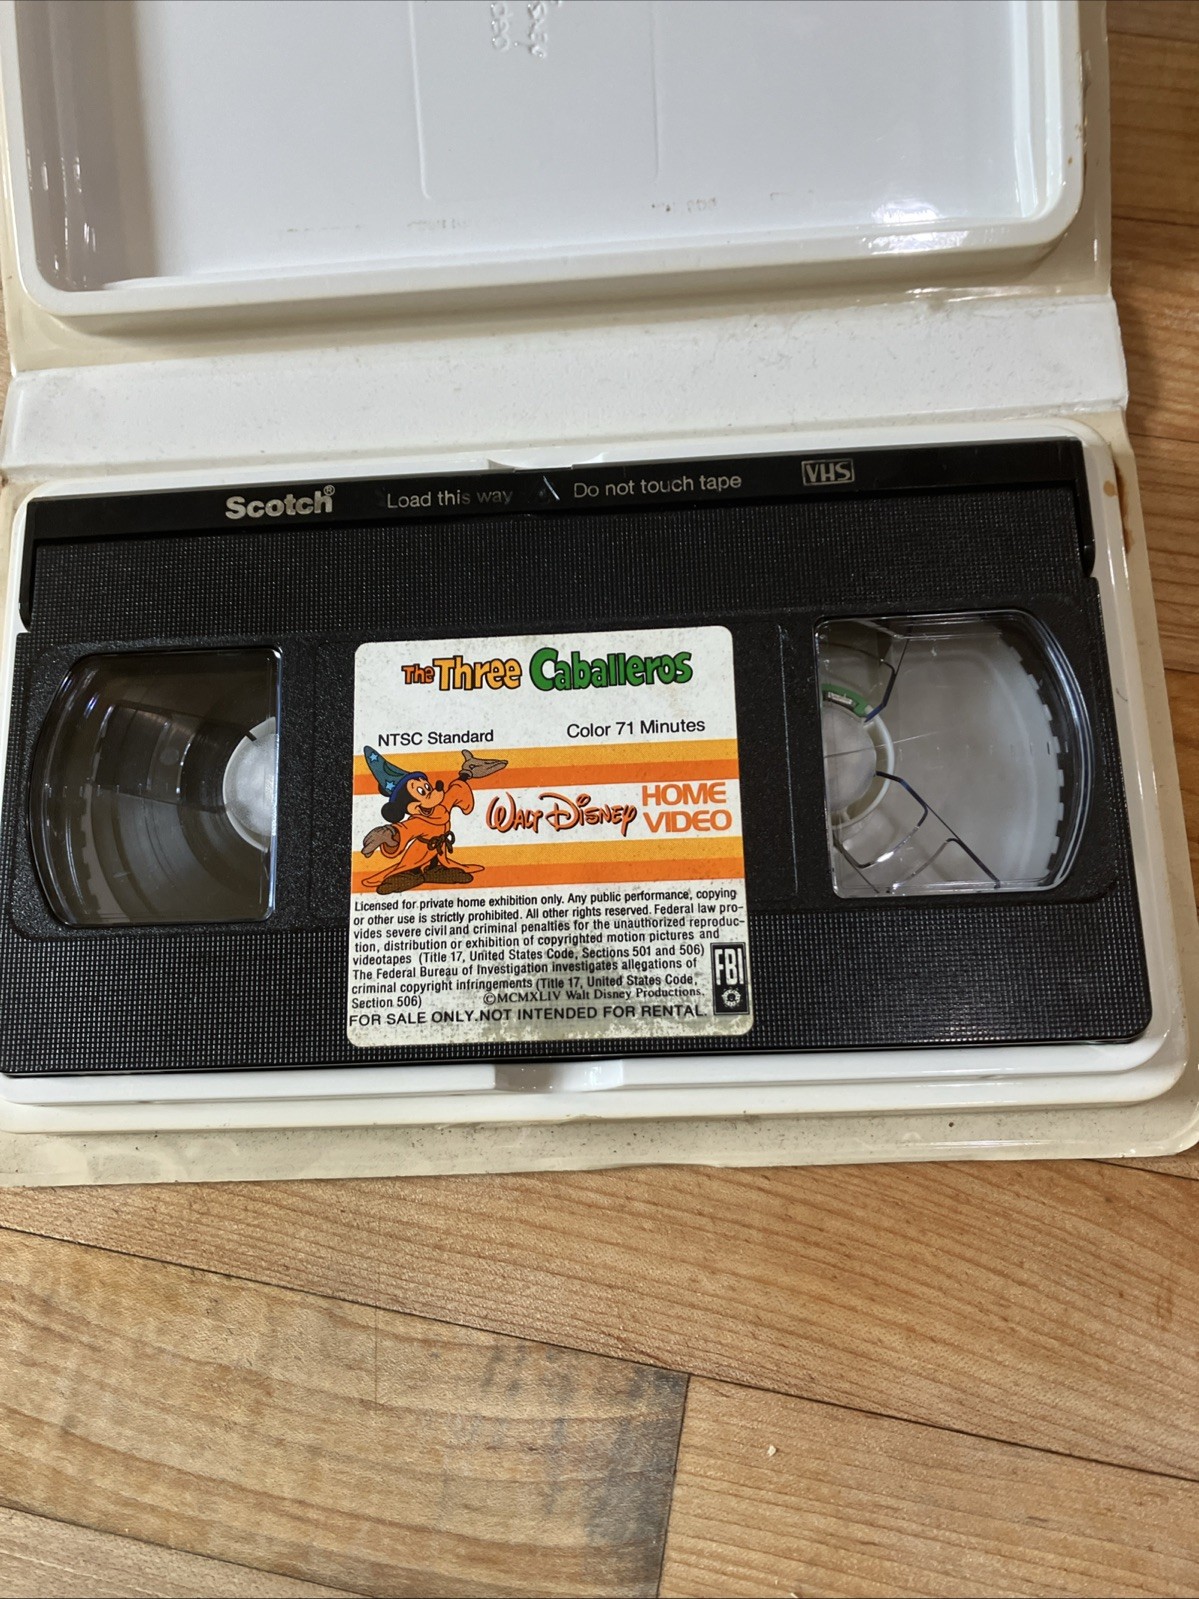 Scotch® Load this way Do not touch tape VHS
The Three Caballeros
NTSC Standard Color 71 Minutes
WALT DISNEY HOME VIDEO
Licensed for private home exhibition only. Any public performance, copying
or other use is strictly prohibited. All other rights reserved. Federal law pro-
vides severe civil and criminal penalties for the unauthorized reproduc-
tion, distribution or exhibition of copyrighted motion pictures and
videotapes (Title 17, United States Code, Sections 501 and 506)
The Federal Bureau of Investigation investigates allegations of
criminal copyright infringements (Title 17, United States Code,
Section 506)
©MCMXLIV Walt Disney Productions.
FBI
FOR SALE ONLY.NOT INTENDED FOR RENTAL.